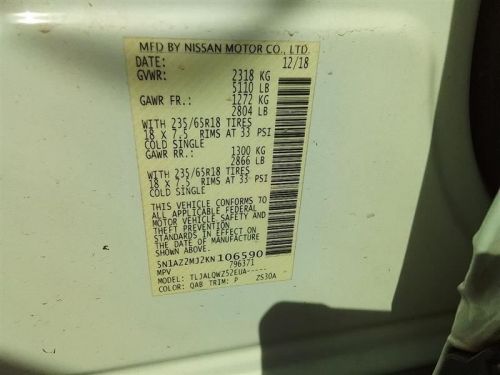 MFD BY NISSAN MOTOR CO., LTD.
DATE: 12/18
GVWR: 2318 KG
5110 LB
GAWR FR.: 1272 KG
2804 LB
WITH 235/65R18 TIRES
18 x 7.5 RIMS AT 33 PSI
COLD SINGLE
GAWR RR.: 1300 KG
2866 LB
WITH 235/65R18 TIRES
18 x 7.5 RIMS AT 33 PSI
COLD SINGLE
THIS VEHICLE CONFORMS TO
ALL APPLICABLE FEDERAL
MOTOR VEHICLE SAFETY AND
THEFT PREVENTION
STANDARDS IN EFFECT ON
THE DATE OF MANUFACTURE
SHOWN ABOVE.
5N1AZ2MJ2KN106590
MPV 796371
MODEL: TLJALQWZ52EUA-----
COLOR: QAB TRIM: P ZS30A